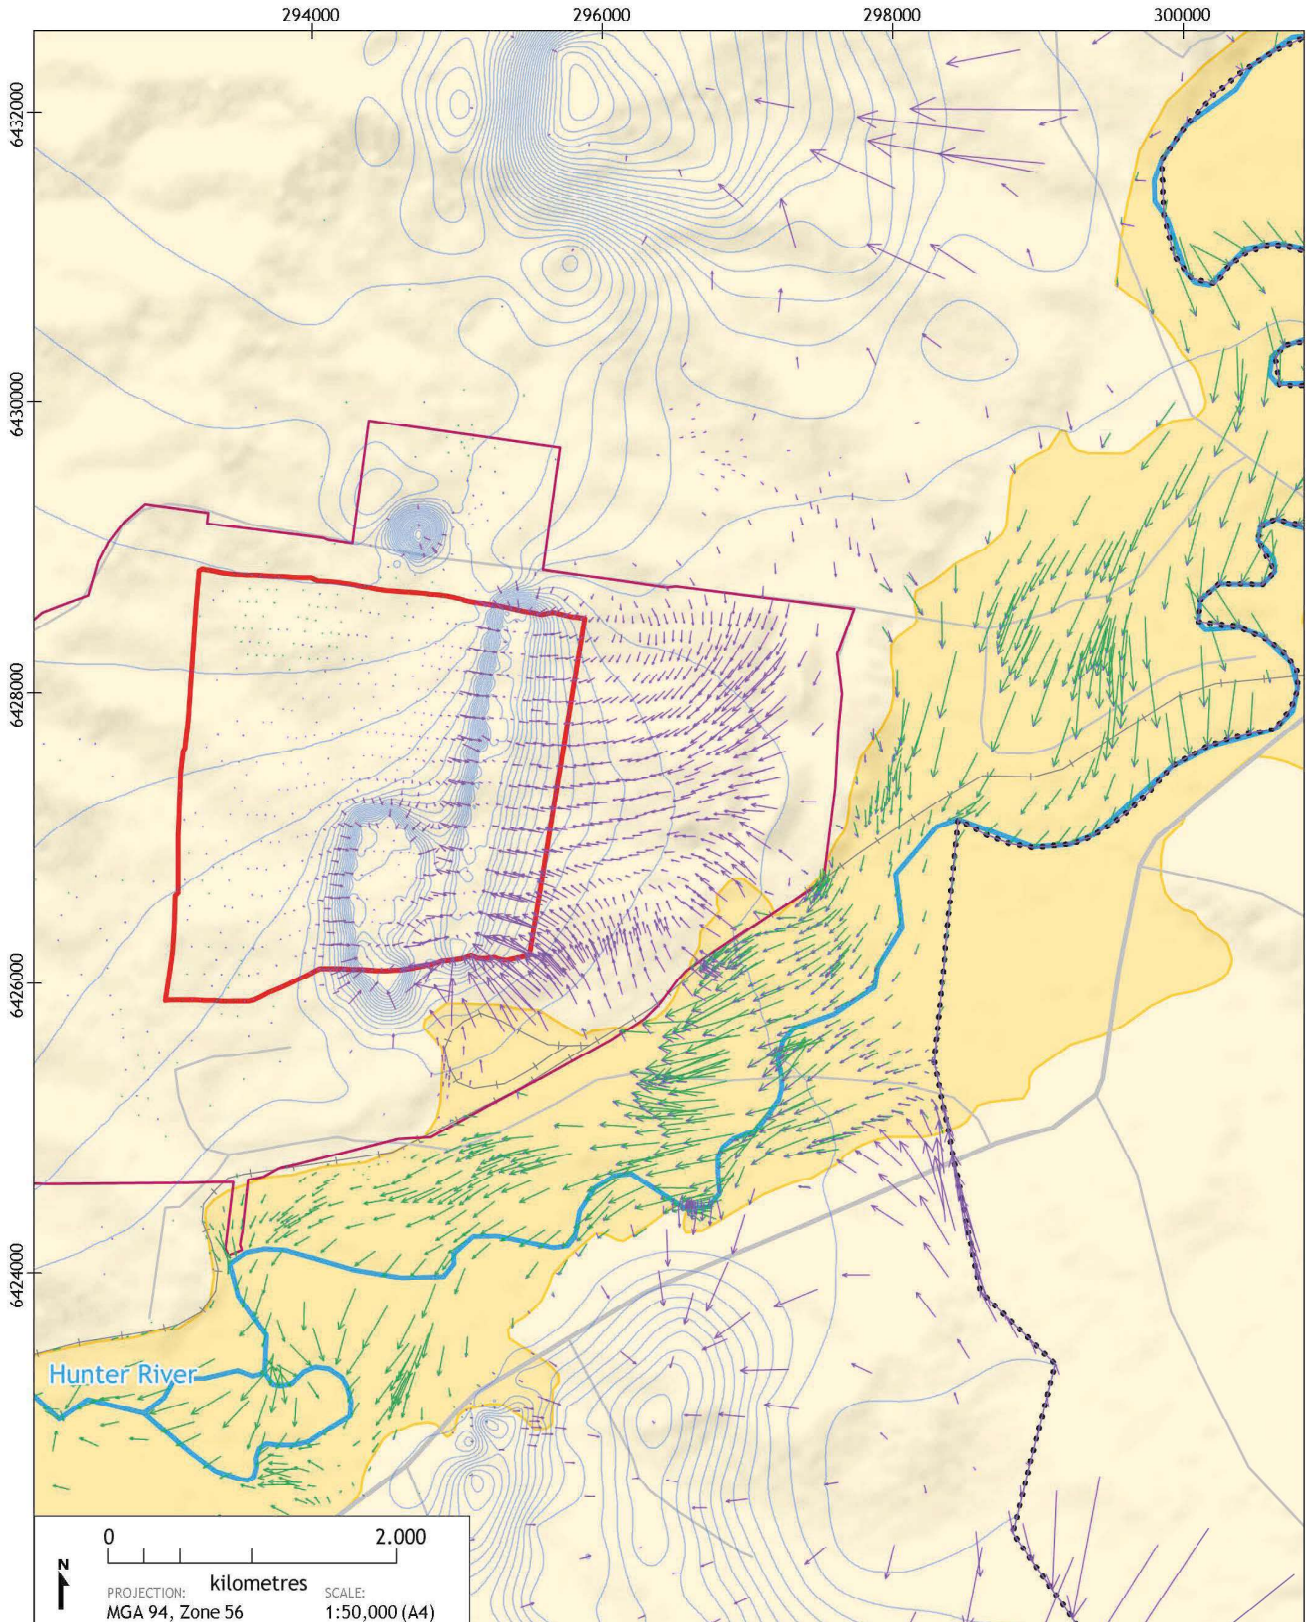 294000 296000 298000 300000
6432000
6430000
6428000
6426000
6424000
Hunter River
0 2.000
kilometres
N
PROJECTION: SCALE:
MGA 94, Zone 56 1:50,000 (A4)